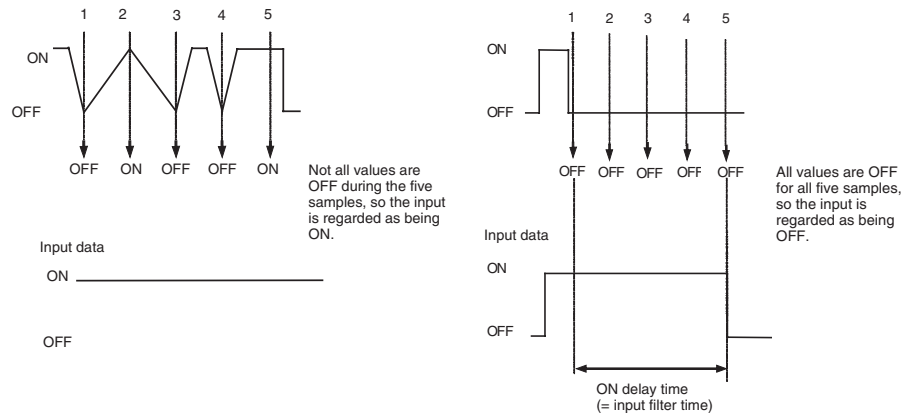 1 2 3 4 5
ON
OFF
OFF ON OFF OFF ON
Not all values are
OFF during the five
samples, so the input
is regarded as being
ON.
Input data
ON
OFF
1 2 3 4 5
ON
OFF
OFF OFF OFF OFF OFF
All values are OFF
for all five samples,
so the input is
regarded as being
OFF.
Input data
ON
OFF
ON delay time
(= input filter time)